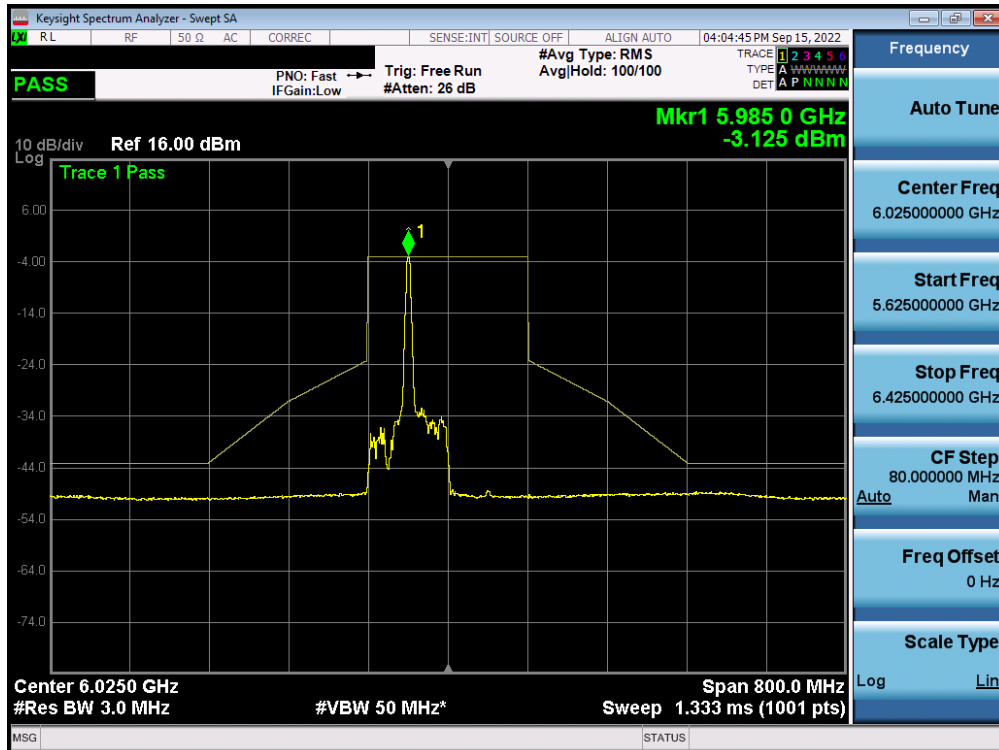 Keysight Spectrum Analyzer - Swept SA
LXI RL RF 50 Ω AC CORREC SENSE:INT SOURCE OFF ALIGN AUTO 04:04:45 PM Sep 15, 2022
PASS
PNO: Fast
IFGain:Low
Trig: Free Run
#Atten: 26 dB
#Avg Type: RMS
Avg|Hold: 100/100
TRACE 1 2 3 4 5 6
TYPE A WWWWW
DET A P N N N N
Mkr1 5.985 0 GHz
-3.125 dBm
10 dB/div Ref 16.00 dBm
Log
Trace 1 Pass
1
6.00
-4.00
-14.0
-24.0
-34.0
-44.0
-54.0
-64.0
-74.0
Center 6.0250 GHz Span 800.0 MHz
#Res BW 3.0 MHz #VBW 50 MHz* Sweep 1.333 ms (1001 pts)
MSG STATUS
Frequency
Auto Tune
Center Freq
6.025000000 GHz
Start Freq
5.625000000 GHz
Stop Freq
6.425000000 GHz
CF Step
80.000000 MHz
Auto Man
Freq Offset
0 Hz
Scale Type
Log Lin